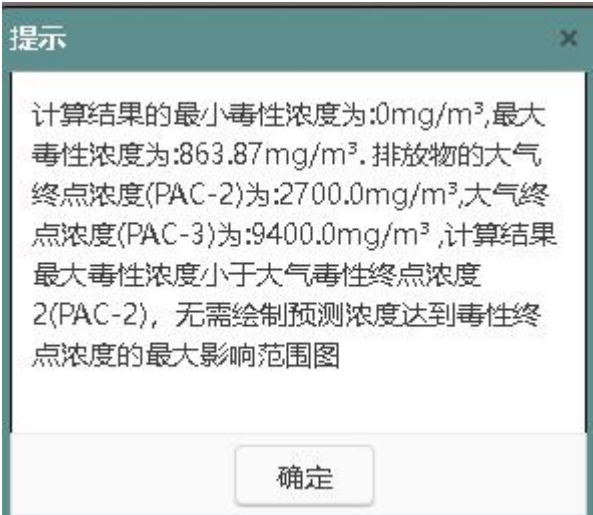 提示
×
计算结果的最小毒性浓度为:0mg/m³,最大
毒性浓度为:863.87mg/m³. 排放物的大气
终点浓度(PAC-2)为:2700.0mg/m³,大气终
点浓度(PAC-3)为:9400.0mg/m³ ,计算结果
最大毒性浓度小于大气毒性终点浓度
2(PAC-2)，无需绘制预测浓度达到毒性终
点浓度的最大影响范围图
确定